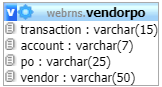 v webrns.vendorpo
transaction : varchar(15)
account : varchar(7)
po : varchar(25)
vendor : varchar(50)